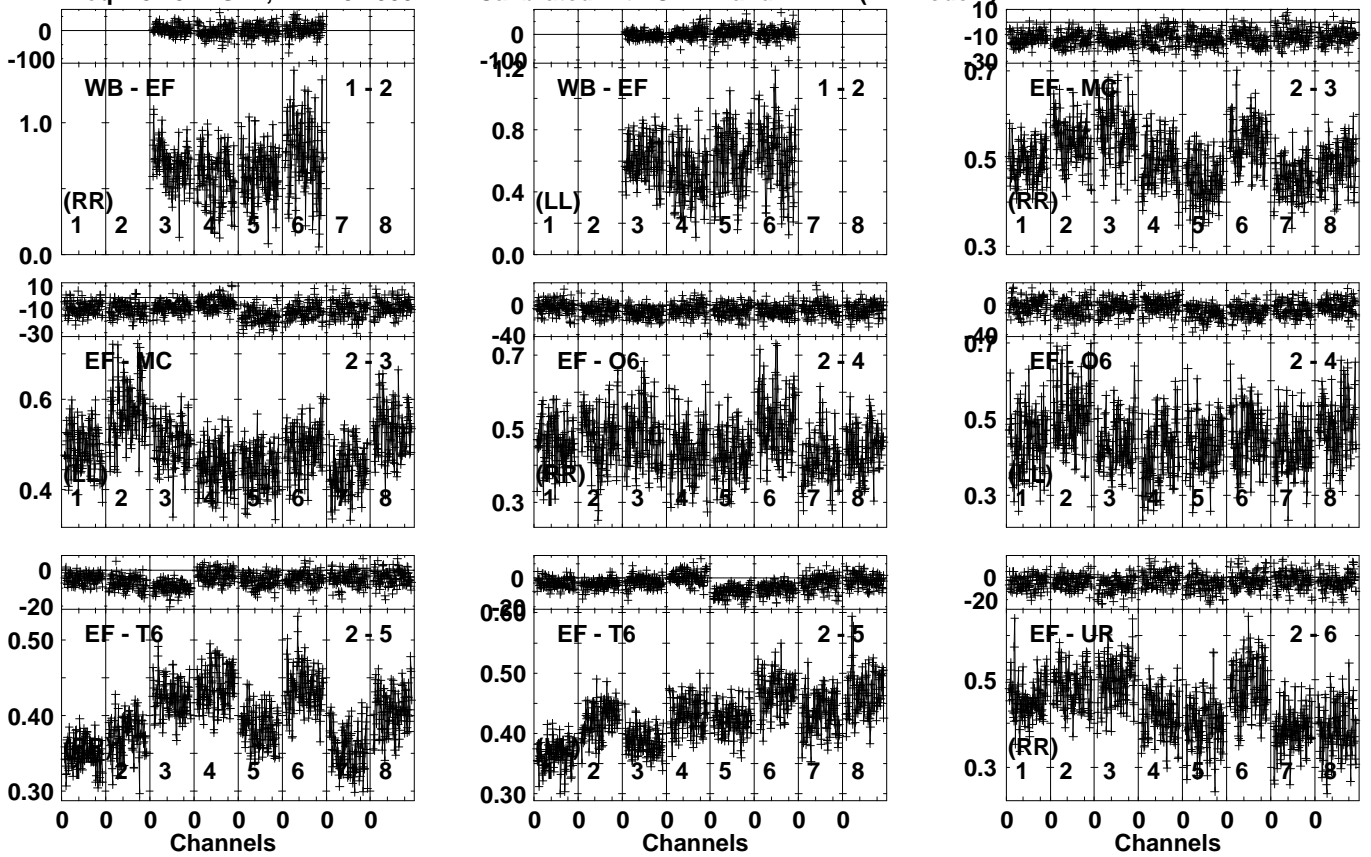 0
-100
WB - EF 1 - 2
1.0
(RR)
1 2 3 4 5 6 7 8
0.0
0
-100
1.2
WB - EF 1 - 2
0.8
0.4
(LL)
1 2 3 4 5 6 7 8
0.0
10
-10
-30
0.7
EF - MC 2 - 3
0.5
(RR)
1 2 3 4 5 6 7 8
0.3
10
-10
-30
EF - MC 2 - 3
0.6
(LL)
0.4
1 2 3 4 5 6 7 8
0
-40
0.7
EF - O6 2 - 4
0.5
(RR)
0.3
1 2 3 4 5 6 7 8
0
-40
0.7
EF - O6 2 - 4
0.5
(LL)
0.3
1 2 3 4 5 6 7 8
0
-20
EF - T6 2 - 5
0.50
0.40
1 2 3 4 5 6 7 8
0.30
0 0 0 0 0 0 0 0
Channels
0
-20
0.60
EF - T6 2 - 5
0.50
0.40
(LL)
1 2 3 4 5 6 7 8
0.30
0 0 0 0 0 0 0 0
Channels
0
-20
EF - UR 2 - 6
0.5
(RR)
0.3
1 2 3 4 5 6 7 8
0 0 0 0 0 0 0
Channels